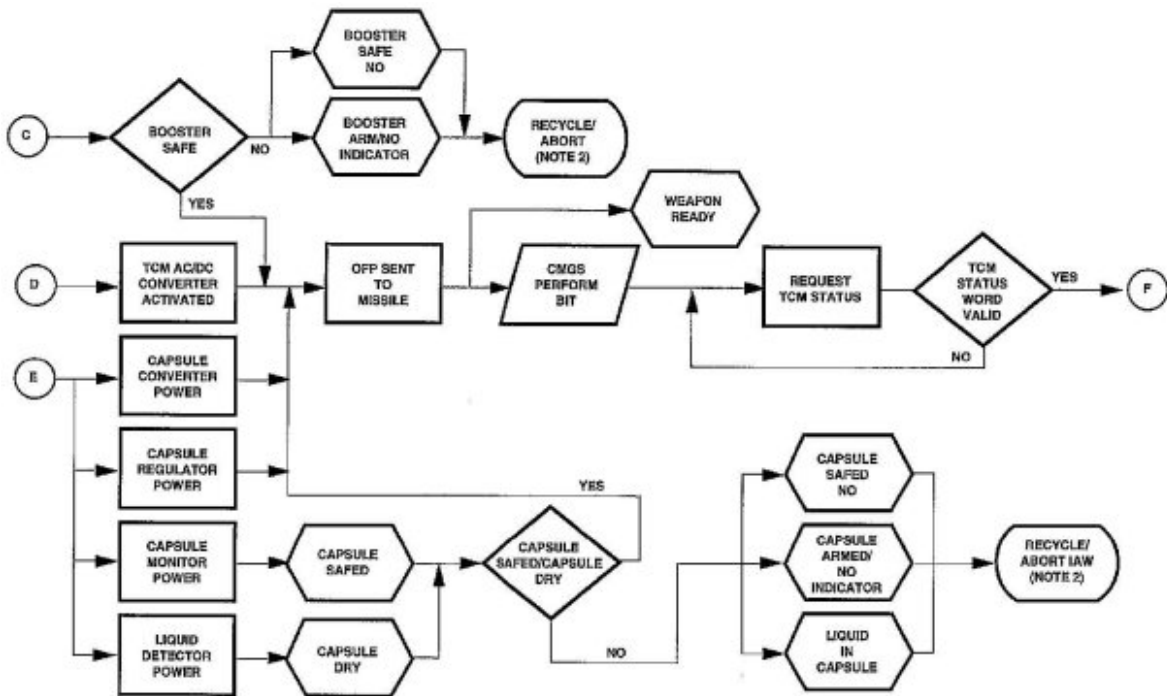 BOOSTER
SAFE
NO
C
BOOSTER
SAFE
NO
BOOSTER
ARM/NO
INDICATOR
RECYCLE/
ABORT
(NOTE 2)
YES
WEAPON
READY
D
TCM AC/DC
CONVERTER
ACTIVATED
OFP SENT
TO
MISSILE
CMGS
PERFORM
BIT
REQUEST
TCM STATUS
TCM
STATUS
WORD
VALID
YES
F
NO
E
CAPSULE
CONVERTER
POWER
CAPSULE
REGULATOR
POWER
YES
CAPSULE
SAFED
NO
CAPSULE
MONITOR
POWER
CAPSULE
SAFED
CAPSULE
SAFED/CAPSULE
DRY
CAPSULE
ARMED/
NO
INDICATOR
RECYCLE/
ABORT IAW
(NOTE 2)
LIQUID
DETECTOR
POWER
CAPSULE
DRY
NO
LIQUID
IN
CAPSULE